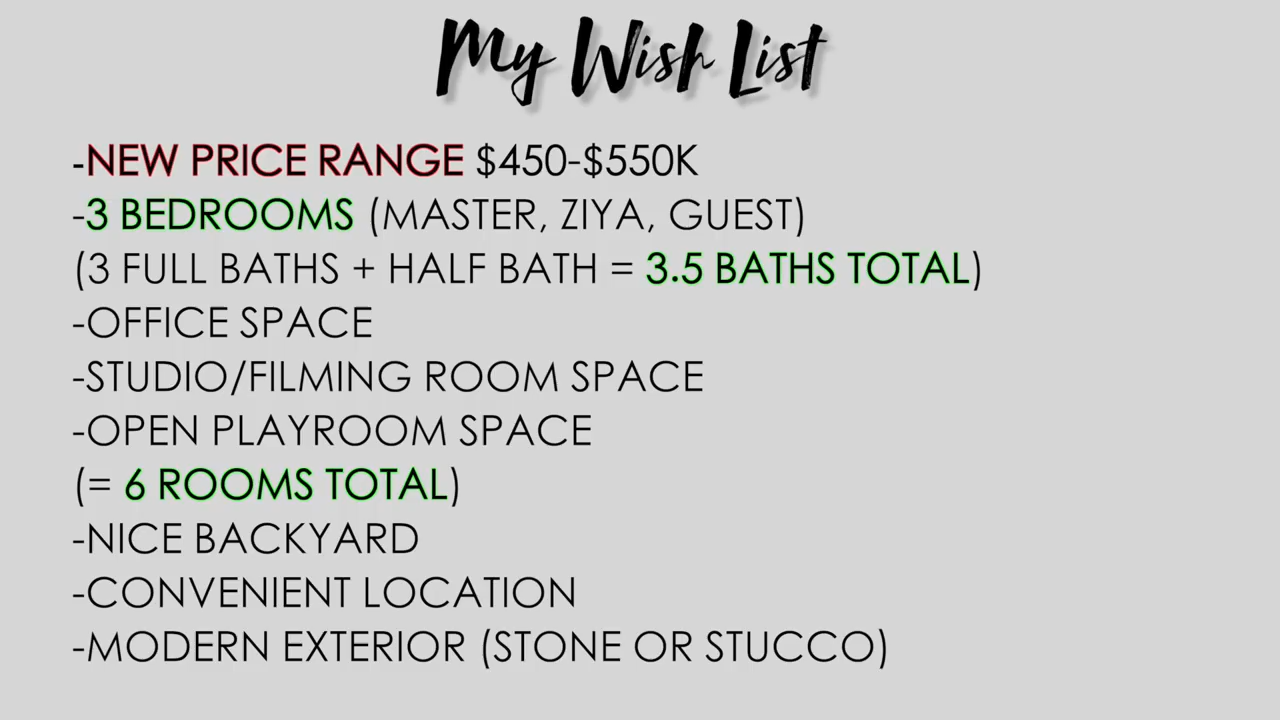 My Wish List
-NEW PRICE RANGE $450-$550K
-3 BEDROOMS (MASTER, ZIYA, GUEST)
(3 FULL BATHS + HALF BATH = 3.5 BATHS TOTAL)
-OFFICE SPACE
-STUDIO/FILMING ROOM SPACE
-OPEN PLAYROOM SPACE
(= 6 ROOMS TOTAL)
-NICE BACKYARD
-CONVENIENT LOCATION
-MODERN EXTERIOR (STONE OR STUCCO)